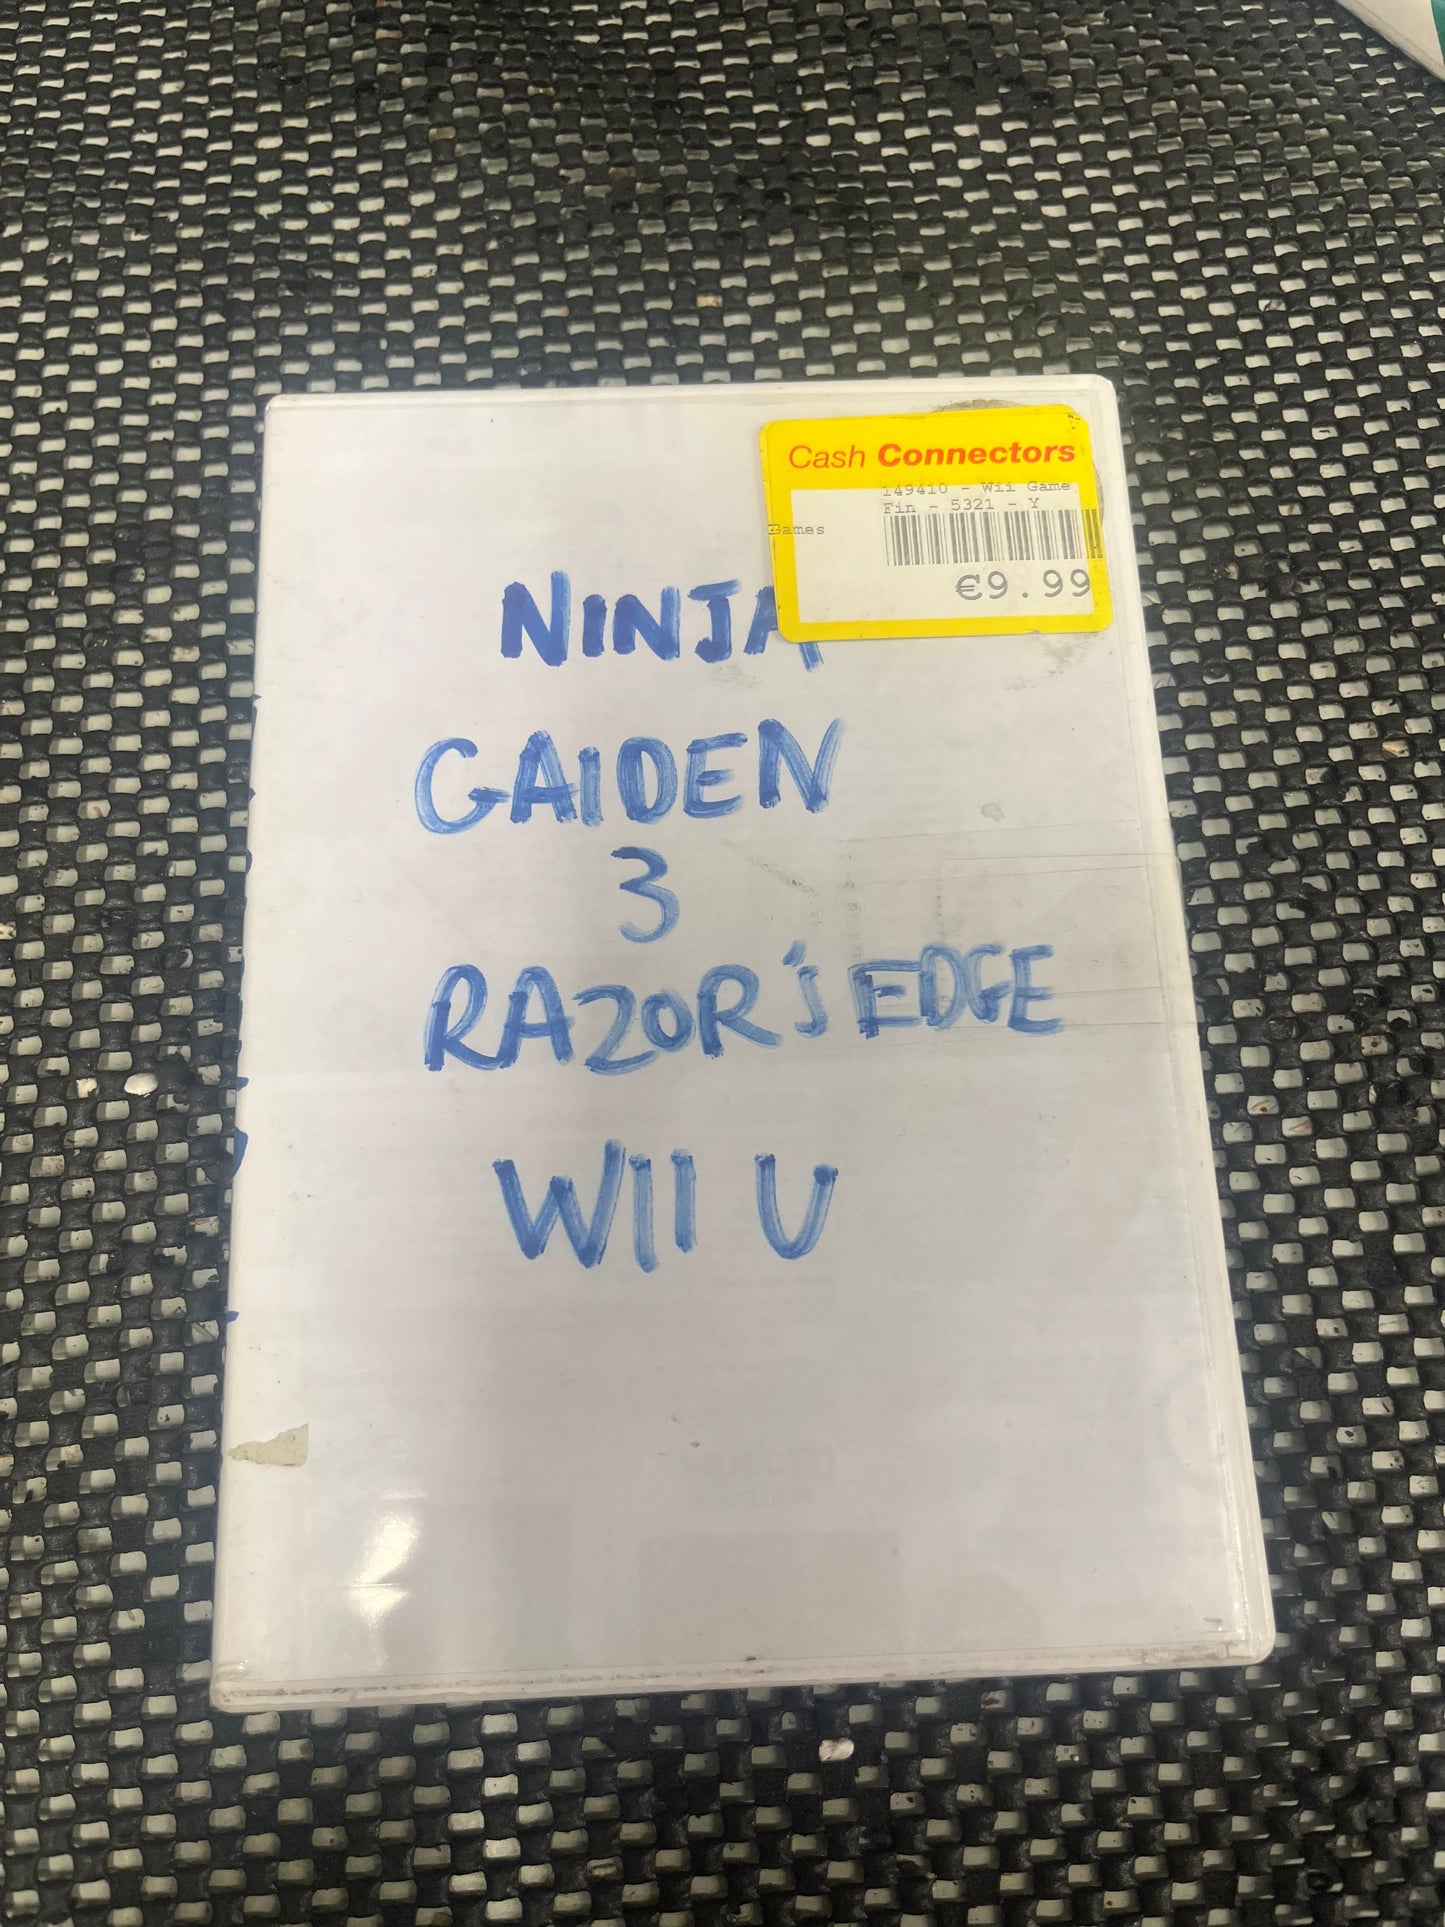 Cash Connectors
149410 - Wii Game
Fin - 5321 - Y
Games
€9.99
NINJA
GAIDEN
3
RAZOR'S EDGE
WII U